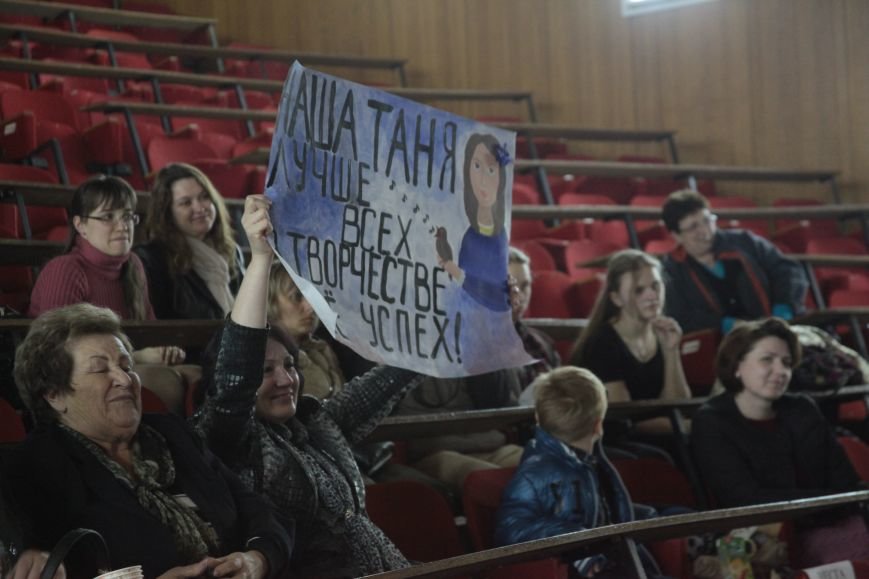 НАША ТАНЯ
ЛУЧШЕ
ВСЕХ
ТВОРЧЕСТВЕ
Ё
УСПЕХ!